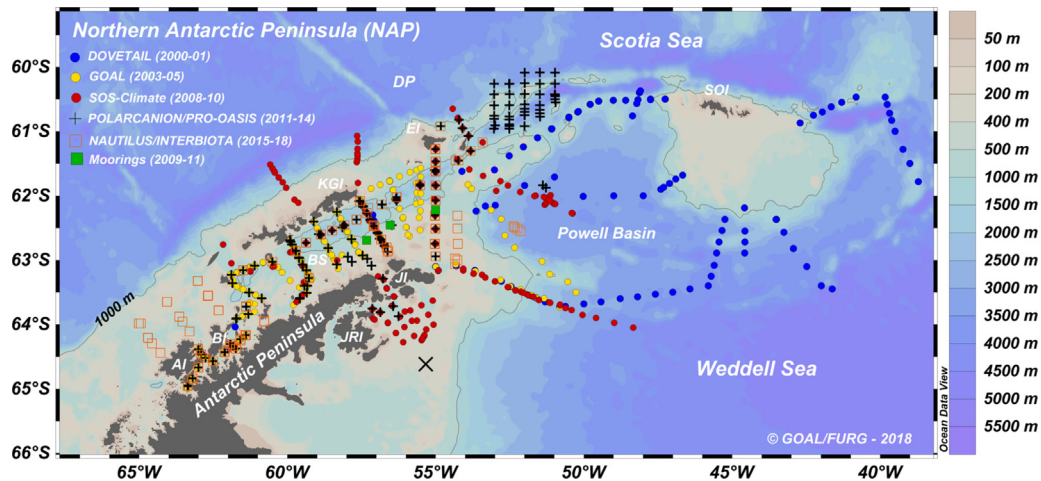 Northern Antarctic Peninsula (NAP)
DOVETAIL (2000-01)
GOAL (2003-05)
SOS-Climate (2008-10)
POLARCANION/PRO-OASIS (2011-14)
NAUTILUS/INTERBIOTA (2015-18)
Moorings (2009-11)
Scotia Sea
DP
SOI
EI
KGI
Powell Basin
BS
JI
1000 m
BI
JRI
AI
Antarctic Peninsula
Weddell Sea
© GOAL/FURG - 2018
Ocean Data View
60°S
61°S
62°S
63°S
64°S
65°S
66°S
65°W
60°W
55°W
50°W
45°W
40°W
50 m
100 m
200 m
400 m
500 m
1000 m
1500 m
2000 m
2500 m
3000 m
3500 m
4000 m
4500 m
5000 m
5500 m